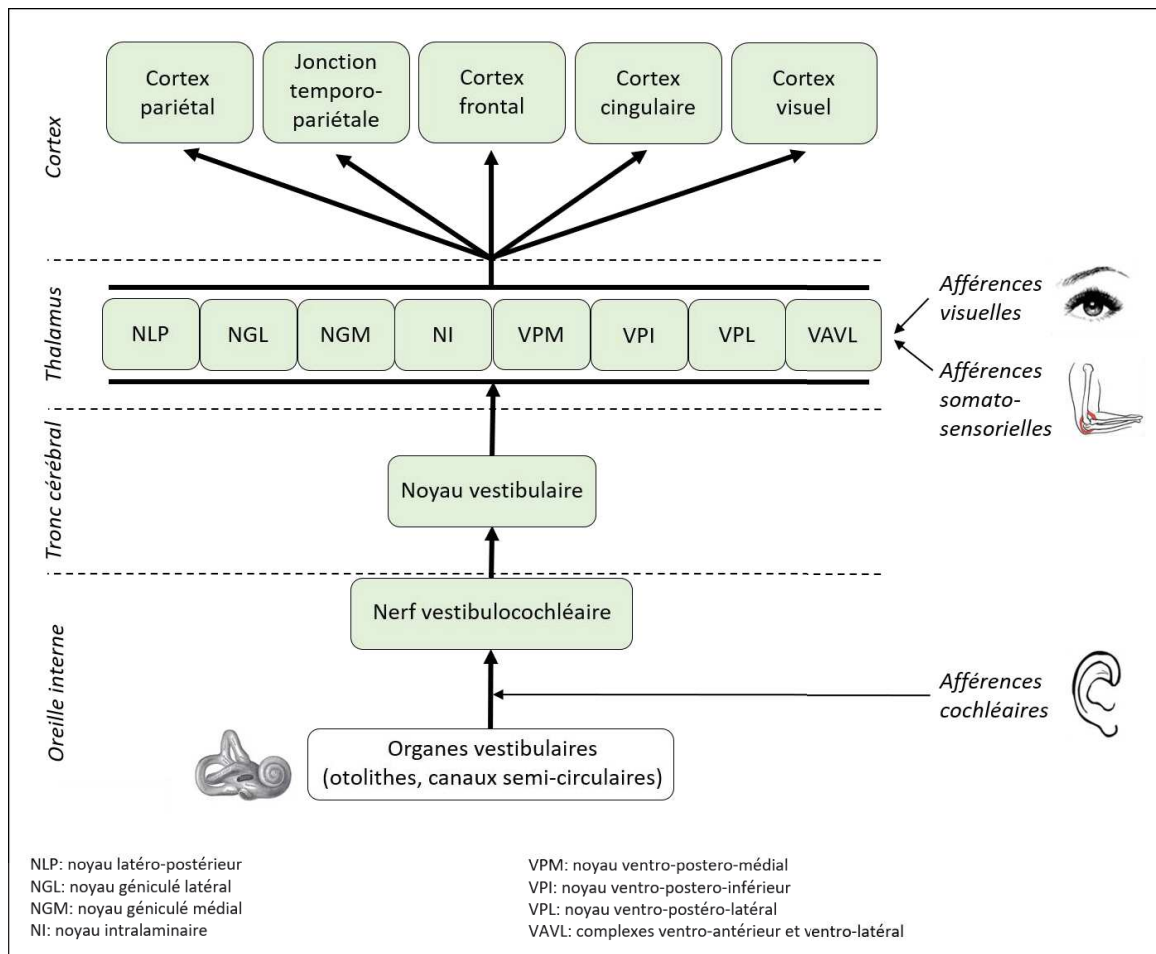 Cortex
Cortex
pariétal
Jonction
temporo-
pariétale
Cortex
frontal
Cortex
cingulaire
Cortex
visuel
Thalamus
NLP
NGL
NGM
NI
VPM
VPI
VPL
VAVL
Afférences
visuelles
Afférences
somato-
sensorielles
Tronc cérébral
Noyau vestibulaire
Oreille interne
Nerf vestibulocochléaire
Afférences
cochléaires
Organes vestibulaires
(otolithes, canaux semi-circulaires)
NLP: noyau latéro-postérieur
NGL: noyau géniculé latéral
NGM: noyau géniculé médial
NI: noyau intralaminaire
VPM: noyau ventro-postero-médial
VPI: noyau ventro-postero-inférieur
VPL: noyau ventro-postéro-latéral
VAVL: complexes ventro-antérieur et ventro-latéral